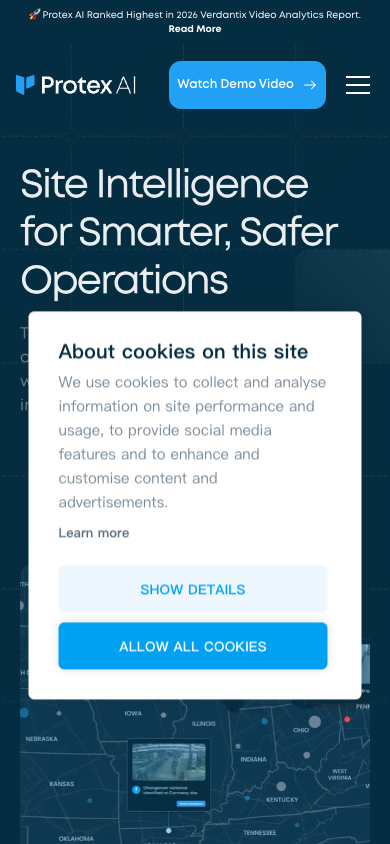 🚀 Protex AI Ranked Highest in 2026 Verdantix Video Analytics Report.
Read More
Protex AI
Watch Demo Video →
Site Intelligence
for Smarter, Safer
Operations
About cookies on this site
We use cookies to collect and analyse
information on site performance and
usage, to provide social media
features and to enhance and
customise content and
advertisements.
Learn more
SHOW DETAILS
ALLOW ALL COOKIES
IOWA
ILLINOIS
OHIO
PENN
NEBRASKA
INDIANA
WEST
VIRGINIA
KANSAS
KENTUCKY
OKLAHOMA
TENNESSEE